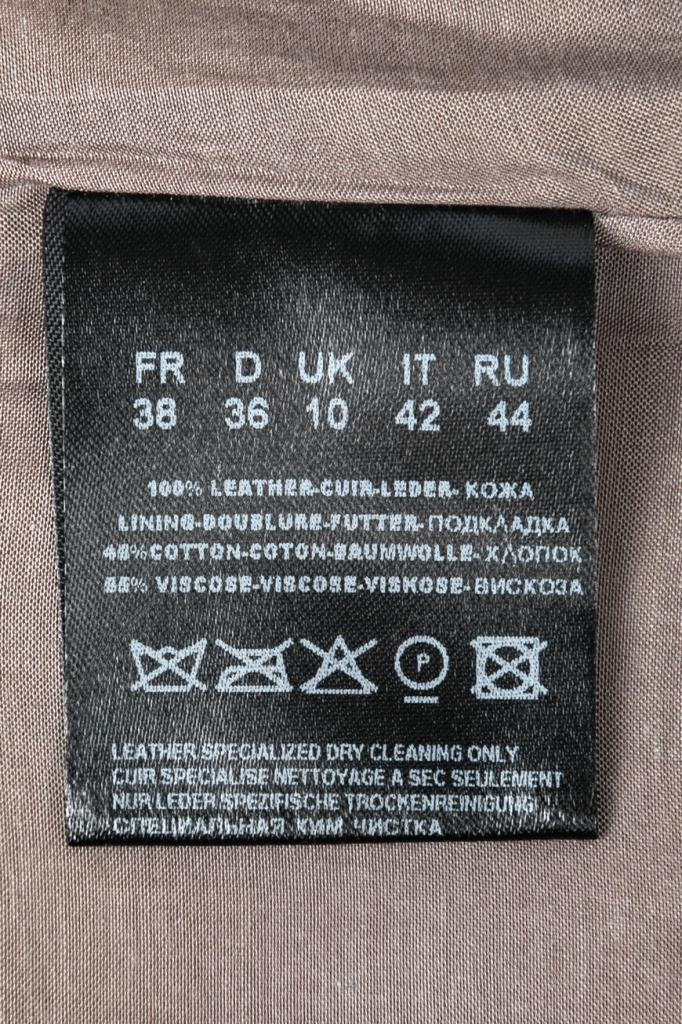 FR D UK IT RU
38 36 10 42 44
100% LEATHER-CUIR-LEDER- КОЖА
LINING-DOUBLURE-FUTTER-ПОДКЛАДКА
COTTON-COTON-BAUMWOLLE- ХЛОПОК
VISCOSE-VISCOSE-VISKOSE- ВИСКОЗА
P
LEATHER SPECIALIZED DRY CLEANING ONLY
CUIR SPECIALISE NETTOYAGE A SEC SEULEMENT
NUR LEDER SPEZIFISCHE TROCKENREINIGUNG
СПЕЦИАЛЬНАЯ ХИМ ЧИСТКА